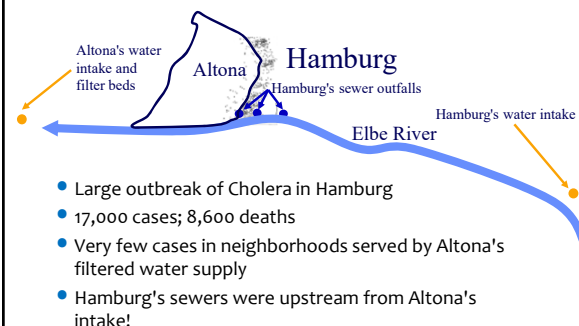 Altona's water
intake and
filter beds
Altona
Hamburg
Hamburg's sewer outfalls
Hamburg's water intake
Elbe River
Large outbreak of Cholera in Hamburg
17,000 cases; 8,600 deaths
Very few cases in neighborhoods served by Altona's
filtered water supply
Hamburg's sewers were upstream from Altona's
intake!